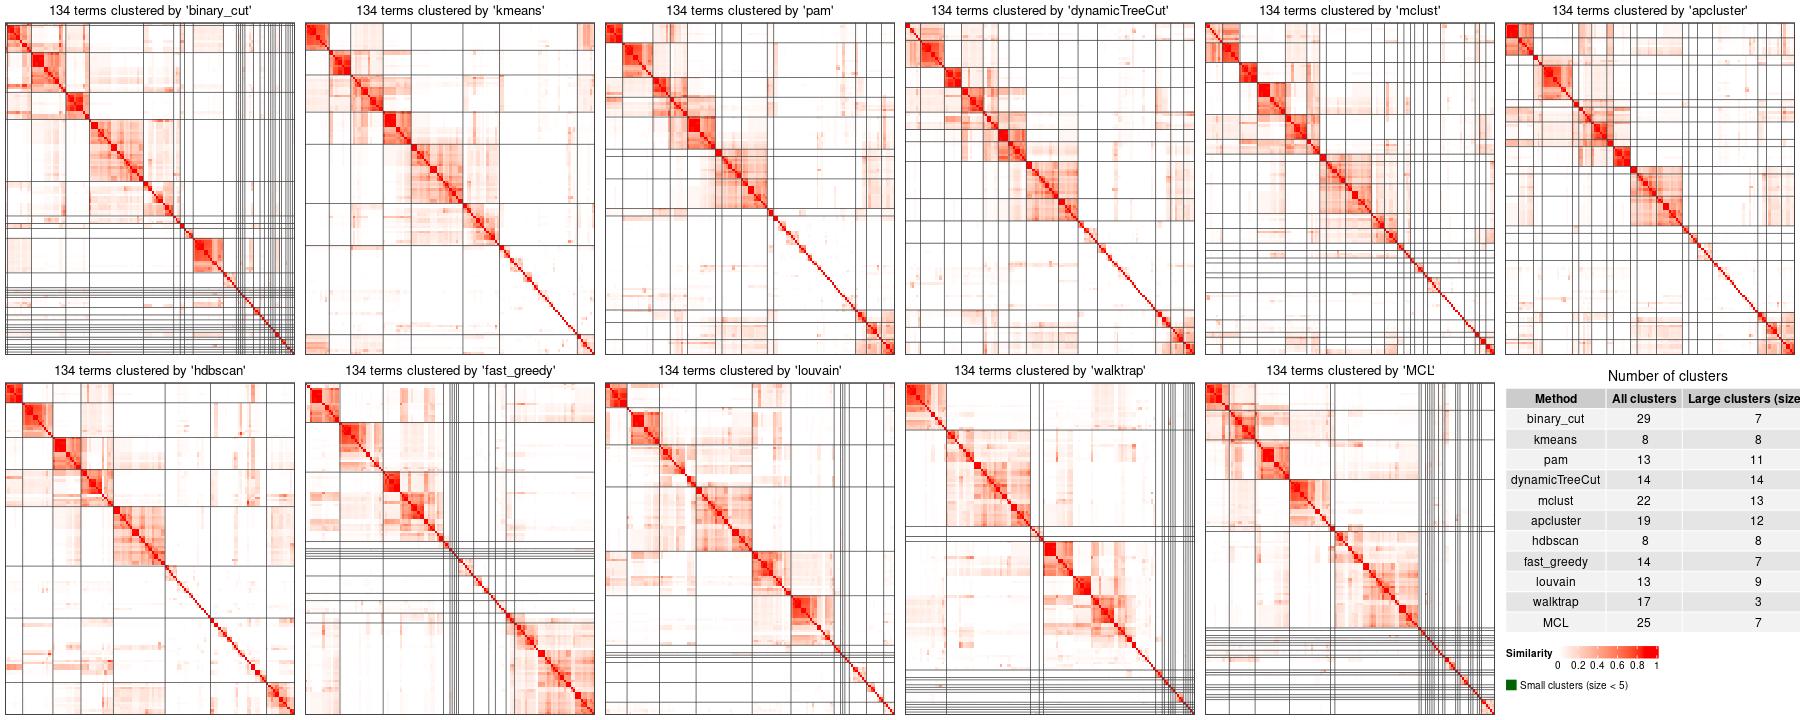 134 terms clustered by 'binary_cut'
134 terms clustered by 'kmeans'
134 terms clustered by 'pam'
134 terms clustered by 'dynamicTreeCut'
134 terms clustered by 'mclust'
134 terms clustered by 'apcluster'
134 terms clustered by 'hdbscan'
134 terms clustered by 'fast_greedy'
134 terms clustered by 'louvain'
134 terms clustered by 'walktrap'
134 terms clustered by 'MCL'
Number of clusters
Method All clusters Large clusters (size
binary_cut 29 7
kmeans 8 8
pam 13 11
dynamicTreeCut 14 14
mclust 22 13
apcluster 19 12
hdbscan 8 8
fast_greedy 14 7
louvain 13 9
walktrap 17 3
MCL 25 7
Similarity
0 0.2 0.4 0.6 0.8 1
Small clusters (size < 5)